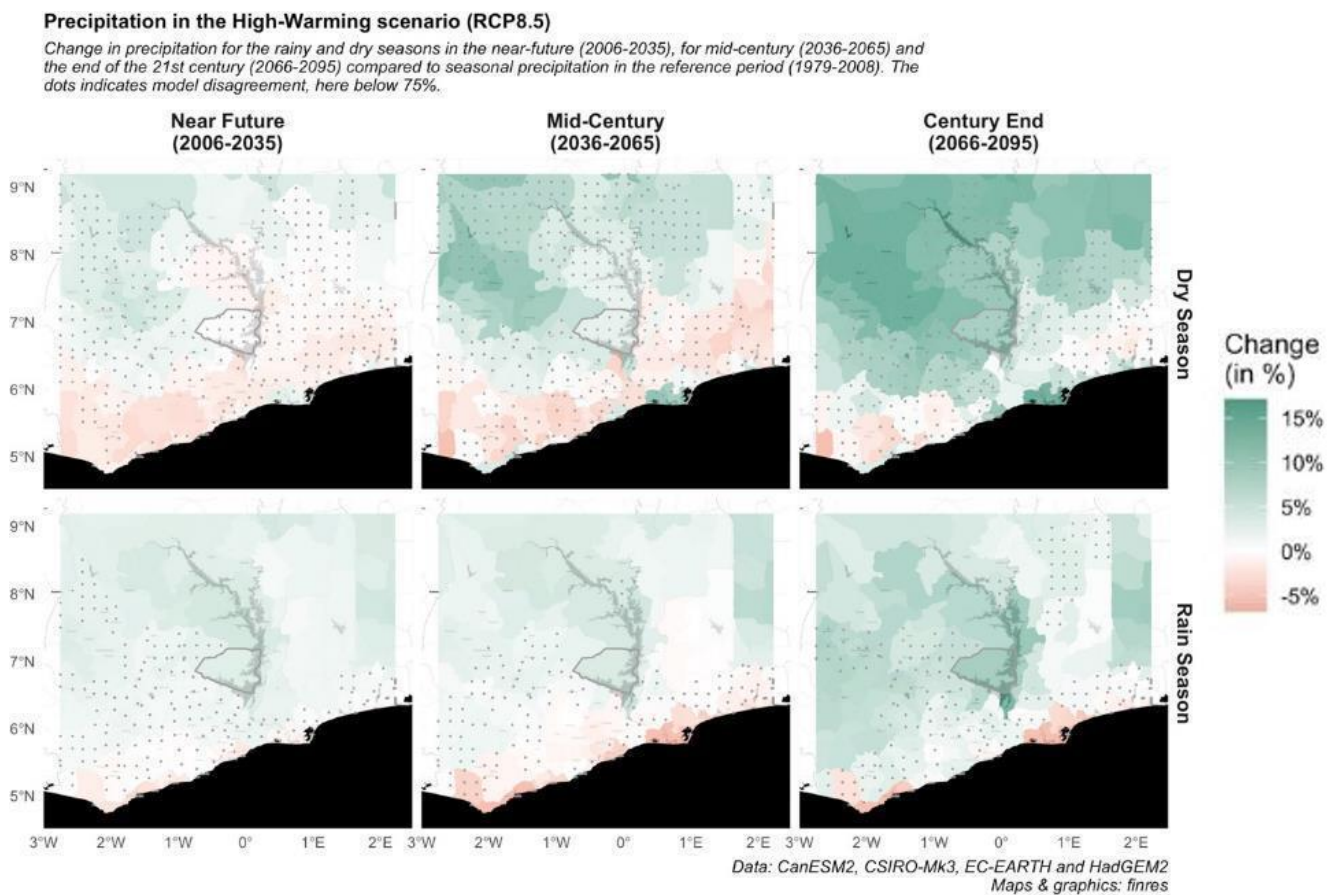 Precipitation in the High-Warming scenario (RCP8.5)
Change in precipitation for the rainy and dry seasons in the near-future (2006-2035), for mid-century (2036-2065) and
the end of the 21st century (2066-2095) compared to seasonal precipitation in the reference period (1979-2008). The
dots indicates model disagreement, here below 75%.
Near Future
(2006-2035)
Mid-Century
(2036-2065)
Century End
(2066-2095)
9°N
8°N
7°N
6°N
5°N
Dry Season
9°N
8°N
7°N
6°N
5°N
Rain Season
3°W 2°W 1°W 0° 1°E 2°E 3°W 2°W 1°W 0° 1°E 2°E 3°W 2°W 1°W 0° 1°E 2°E
Change
(in %)
15%
10%
5%
0%
-5%
Data: CanESM2, CSIRO-Mk3, EC-EARTH and HadGEM2
Maps & graphics: finres